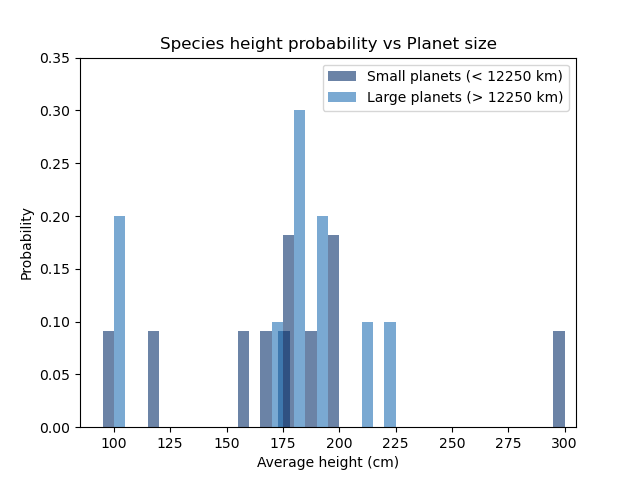 Species height probability vs Planet size
Small planets (< 12250 km)
Large planets (> 12250 km)
0.35
0.30
0.25
0.20
0.15
0.10
0.05
0.00
Probability
100 125 150 175 200 225 250 275 300
Average height (cm)